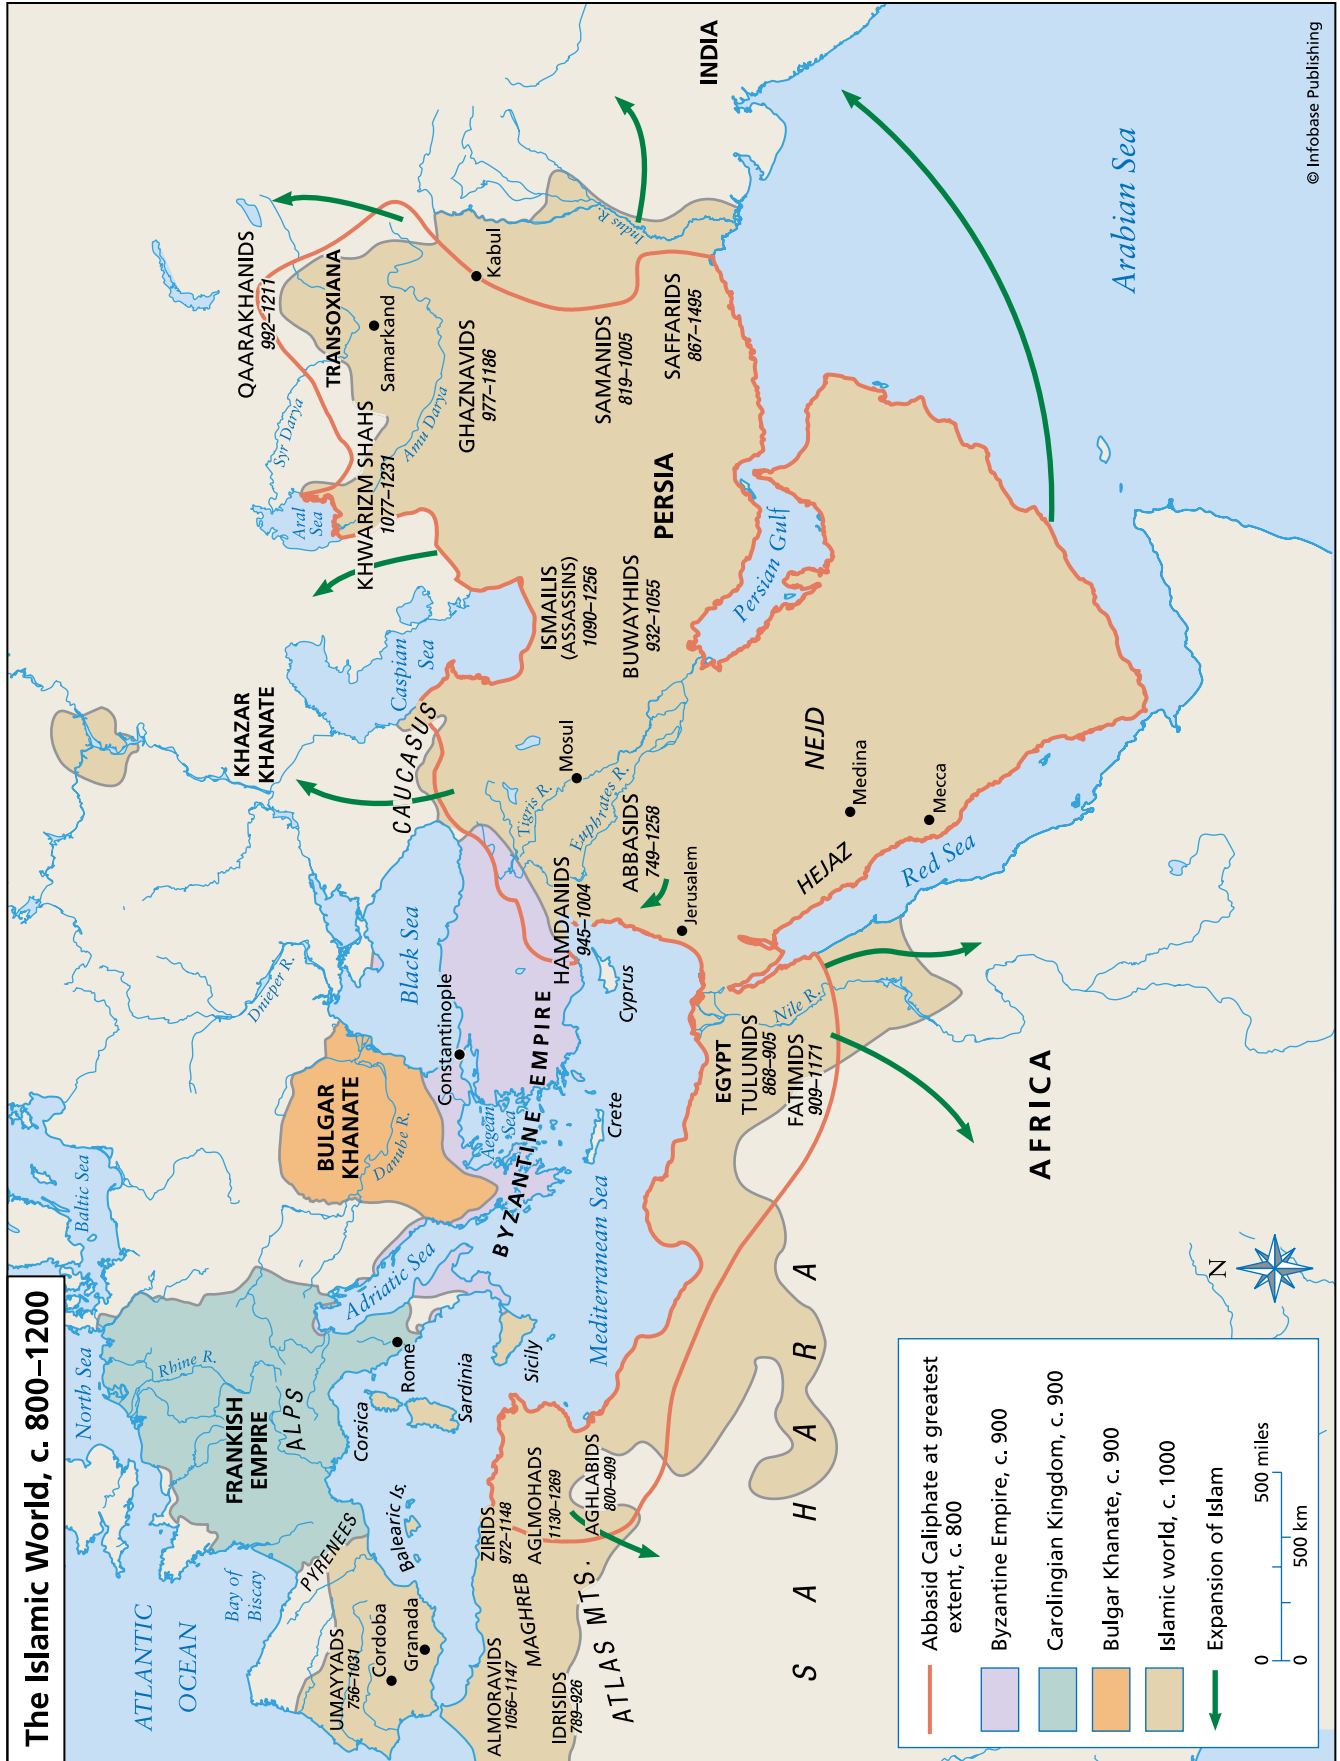 The Islamic World, c. 800–1200
ATLANTIC
OCEAN
North Sea
Baltic Sea
Bay of
Biscay
Rhine R.
FRANKISH
EMPIRE
ALPS
PYRENEES
UMAYYADS
756–1031
Cordoba
Granada
Balearic Is.
Corsica
Rome
Sardinia
Sicily
Adriatic Sea
BULGAR
KHANATE
Danube R.
Dnieper R.
Black Sea
Constantinople
Aegean
Sea
BYZANTINE EMPIRE
Crete
Cyprus
Mediterranean Sea
KHAZAR
KHANATE
CAUCASUS
Caspian
Sea
Aral
Sea
Syr Darya
Amu Darya
QAARAKHANIDS
992–1211
TRANSOXIANA
Samarkand
KHWARIZM SHAHS
1077–1231
GHAZNAVIDS
977–1186
Kabul
Indus R.
INDIA
SAMANIDS
819–1005
SAFFARIDS
867–1495
PERSIA
ISMAILIS
(ASSASSINS)
1090–1256
BUWAYHIDS
932–1055
Persian Gulf
Mosul
Tigris R.
Euphrates R.
HAMDANIDS
945–1004
ABBASIDS
749–1258
Jerusalem
NEJD
Medina
Mecca
HEJAZ
Red Sea
Arabian Sea
EGYPT
TULUNIDS
868–905
FATIMIDS
909–1171
Nile R.
AFRICA
SAHARA
ZIRIDS
972–1148
AGLMOHADS
1130–1269
AGHLABIDS
800–909
MAGHREB
ALMORAVIDS
1056–1147
IDRISIDS
789–926
ATLAS MTS.
N
Abbasid Caliphate at greatest
extent, c. 800
Byzantine Empire, c. 900
Carolingian Kingdom, c. 900
Bulgar Khanate, c. 900
Islamic world, c. 1000
Expansion of Islam
0 500 miles
0 500 km
© Infobase Publishing